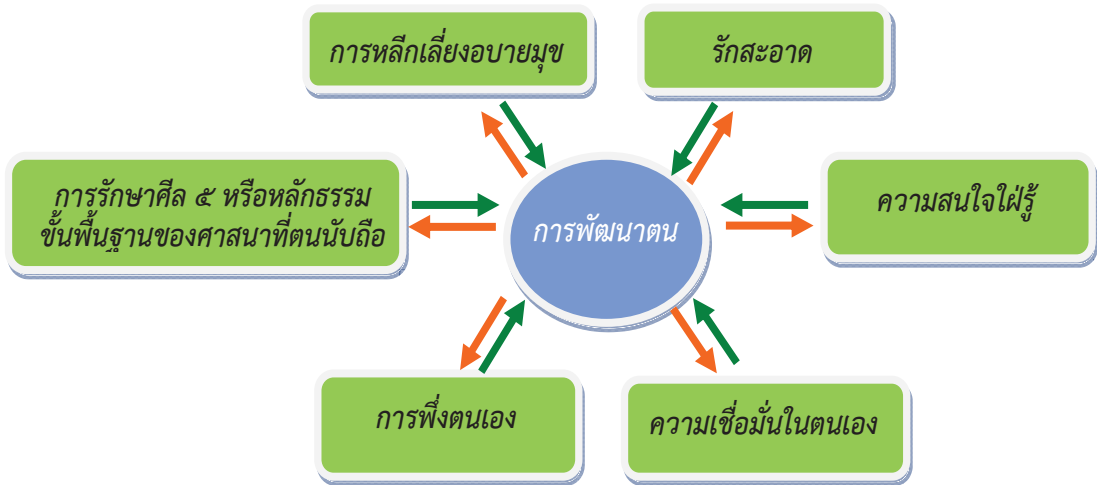 การหลีกเลี่ยงอบายมุข
รักสะอาด
การรักษาศีล ๕ หรือหลักธรรม
ขั้นพื้นฐานของศาสนาที่ตนนับถือ
การพัฒนาตน
ความสนใจใฝ่รู้
การพึ่งตนเอง
ความเชื่อมั่นในตนเอง